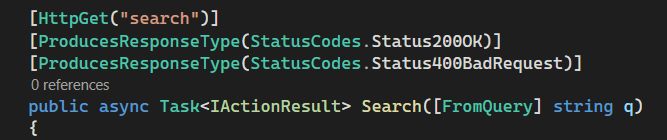 [HttpGet("search")]
[ProducesResponseType(StatusCodes.Status200OK)]
[ProducesResponseType(StatusCodes.Status400BadRequest)]
0 references
public async Task<IActionResult> Search([FromQuery] string q)
{